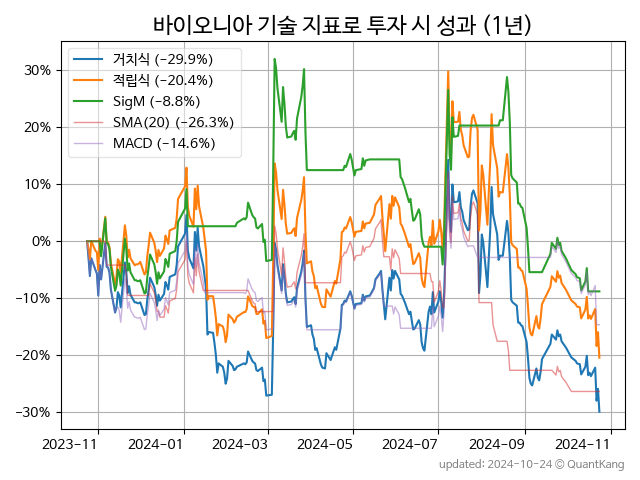 바이오니아 기술 지표로 투자 시 성과 (1년)
거치식 (−29.9%)
적립식 (−20.4%)
SigM (−8.8%)
SMA(20) (−26.3%)
MACD (−14.6%)
30%
20%
10%
0%
−10%
−20%
−30%
2023−11 2024−01 2024−03 2024−05 2024−07 2024−09 2024−11
updated: 2024-10-24 © QuantKang